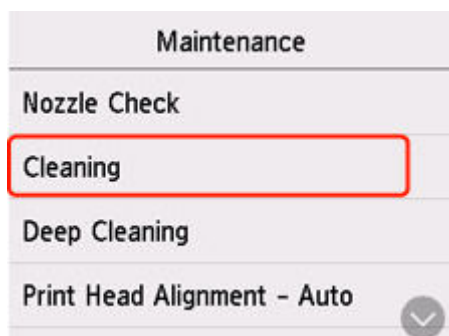 Maintenance
Nozzle Check
Cleaning
Deep Cleaning
Print Head Alignment - Auto